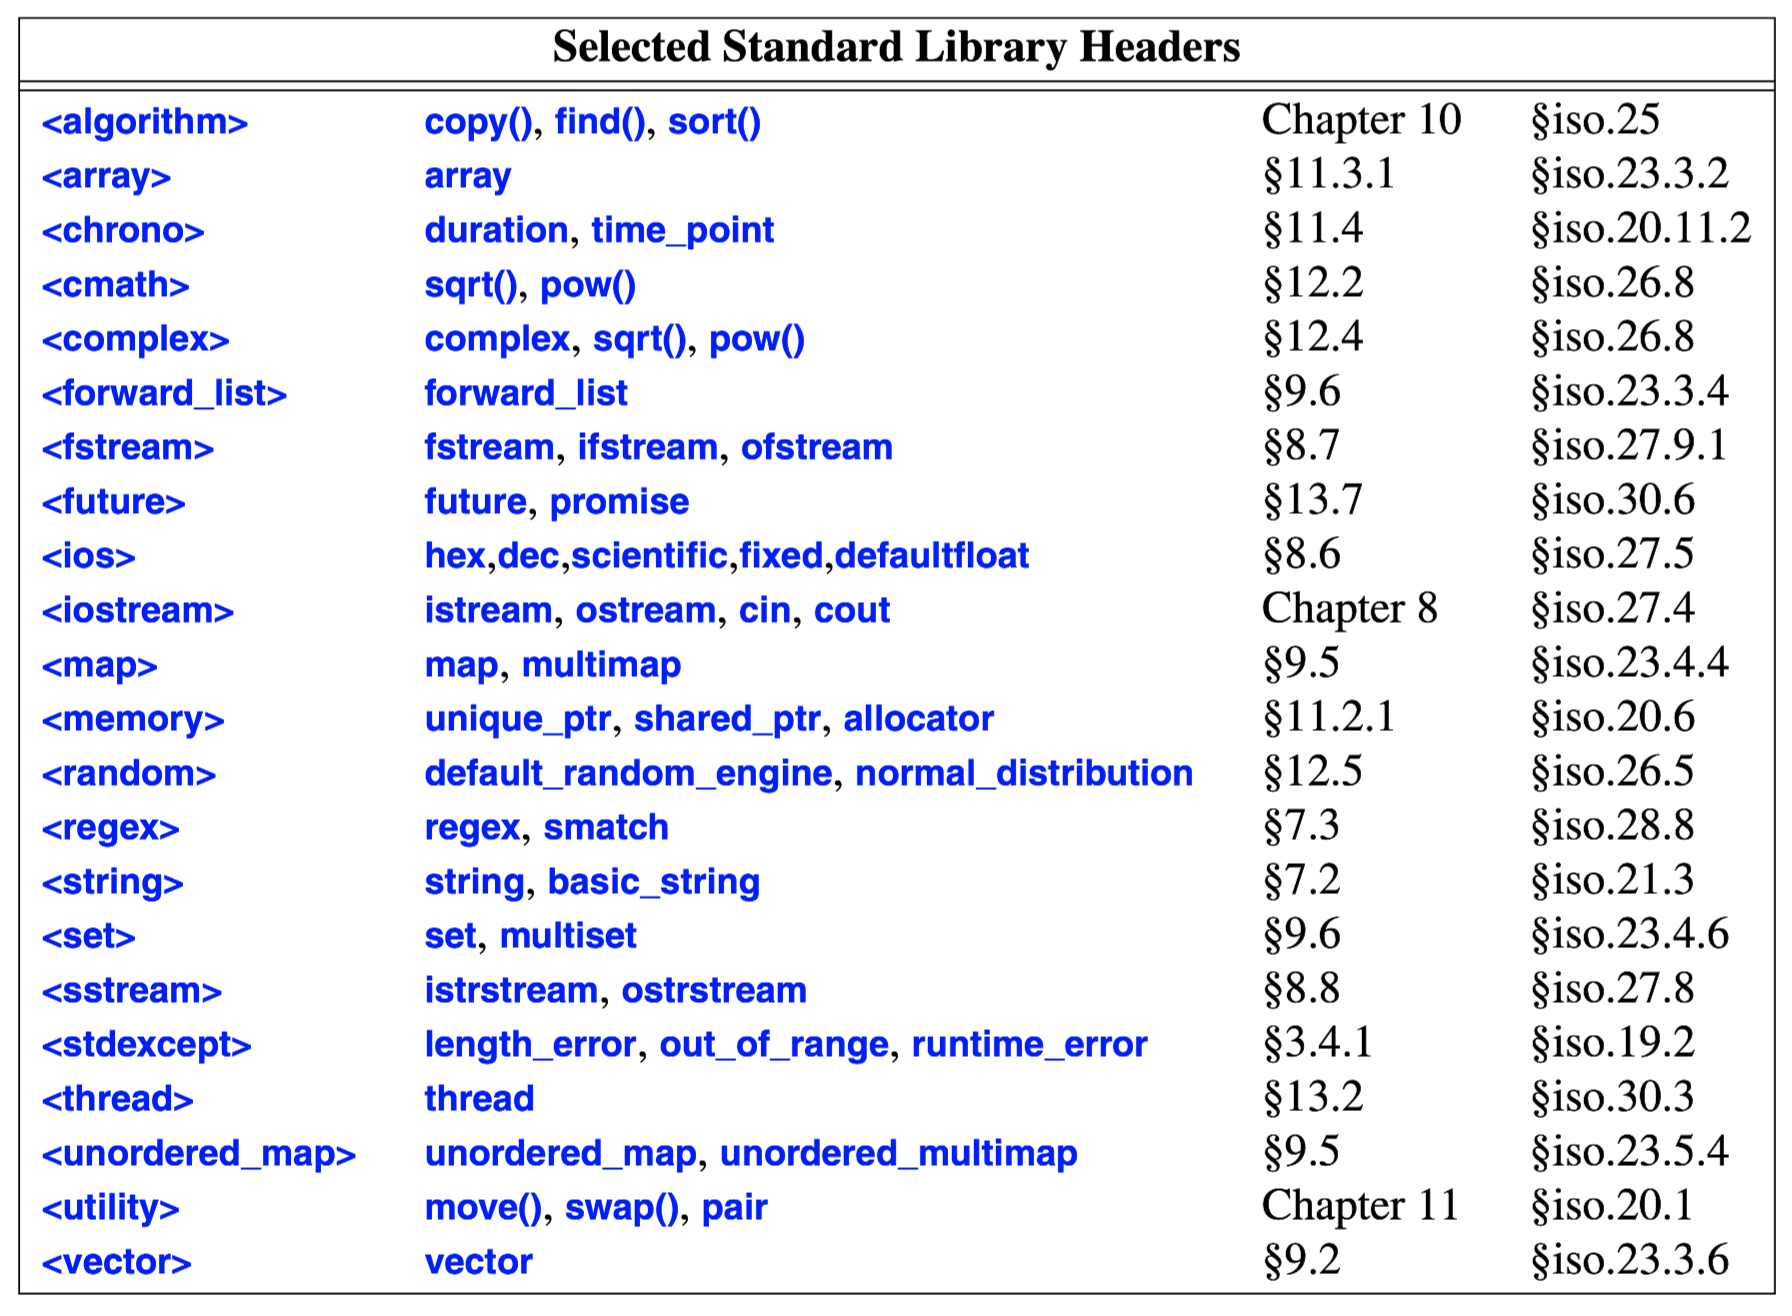 Selected Standard Library Headers
<algorithm> copy(), find(), sort() Chapter 10 §iso.25
<array> array §11.3.1 §iso.23.3.2
<chrono> duration, time_point §11.4 §iso.20.11.2
<cmath> sqrt(), pow() §12.2 §iso.26.8
<complex> complex, sqrt(), pow() §12.4 §iso.26.8
<forward_list> forward_list §9.6 §iso.23.3.4
<fstream> fstream, ifstream, ofstream §8.7 §iso.27.9.1
<future> future, promise §13.7 §iso.30.6
<ios> hex,dec,scientific,fixed,defaultfloat §8.6 §iso.27.5
<iostream> istream, ostream, cin, cout Chapter 8 §iso.27.4
<map> map, multimap §9.5 §iso.23.4.4
<memory> unique_ptr, shared_ptr, allocator §11.2.1 §iso.20.6
<random> default_random_engine, normal_distribution §12.5 §iso.26.5
<regex> regex, smatch §7.3 §iso.28.8
<string> string, basic_string §7.2 §iso.21.3
<set> set, multiset §9.6 §iso.23.4.6
<sstream> istrstream, ostrstream §8.8 §iso.27.8
<stdexcept> length_error, out_of_range, runtime_error §3.4.1 §iso.19.2
<thread> thread §13.2 §iso.30.3
<unordered_map> unordered_map, unordered_multimap §9.5 §iso.23.5.4
<utility> move(), swap(), pair Chapter 11 §iso.20.1
<vector> vector §9.2 §iso.23.3.6